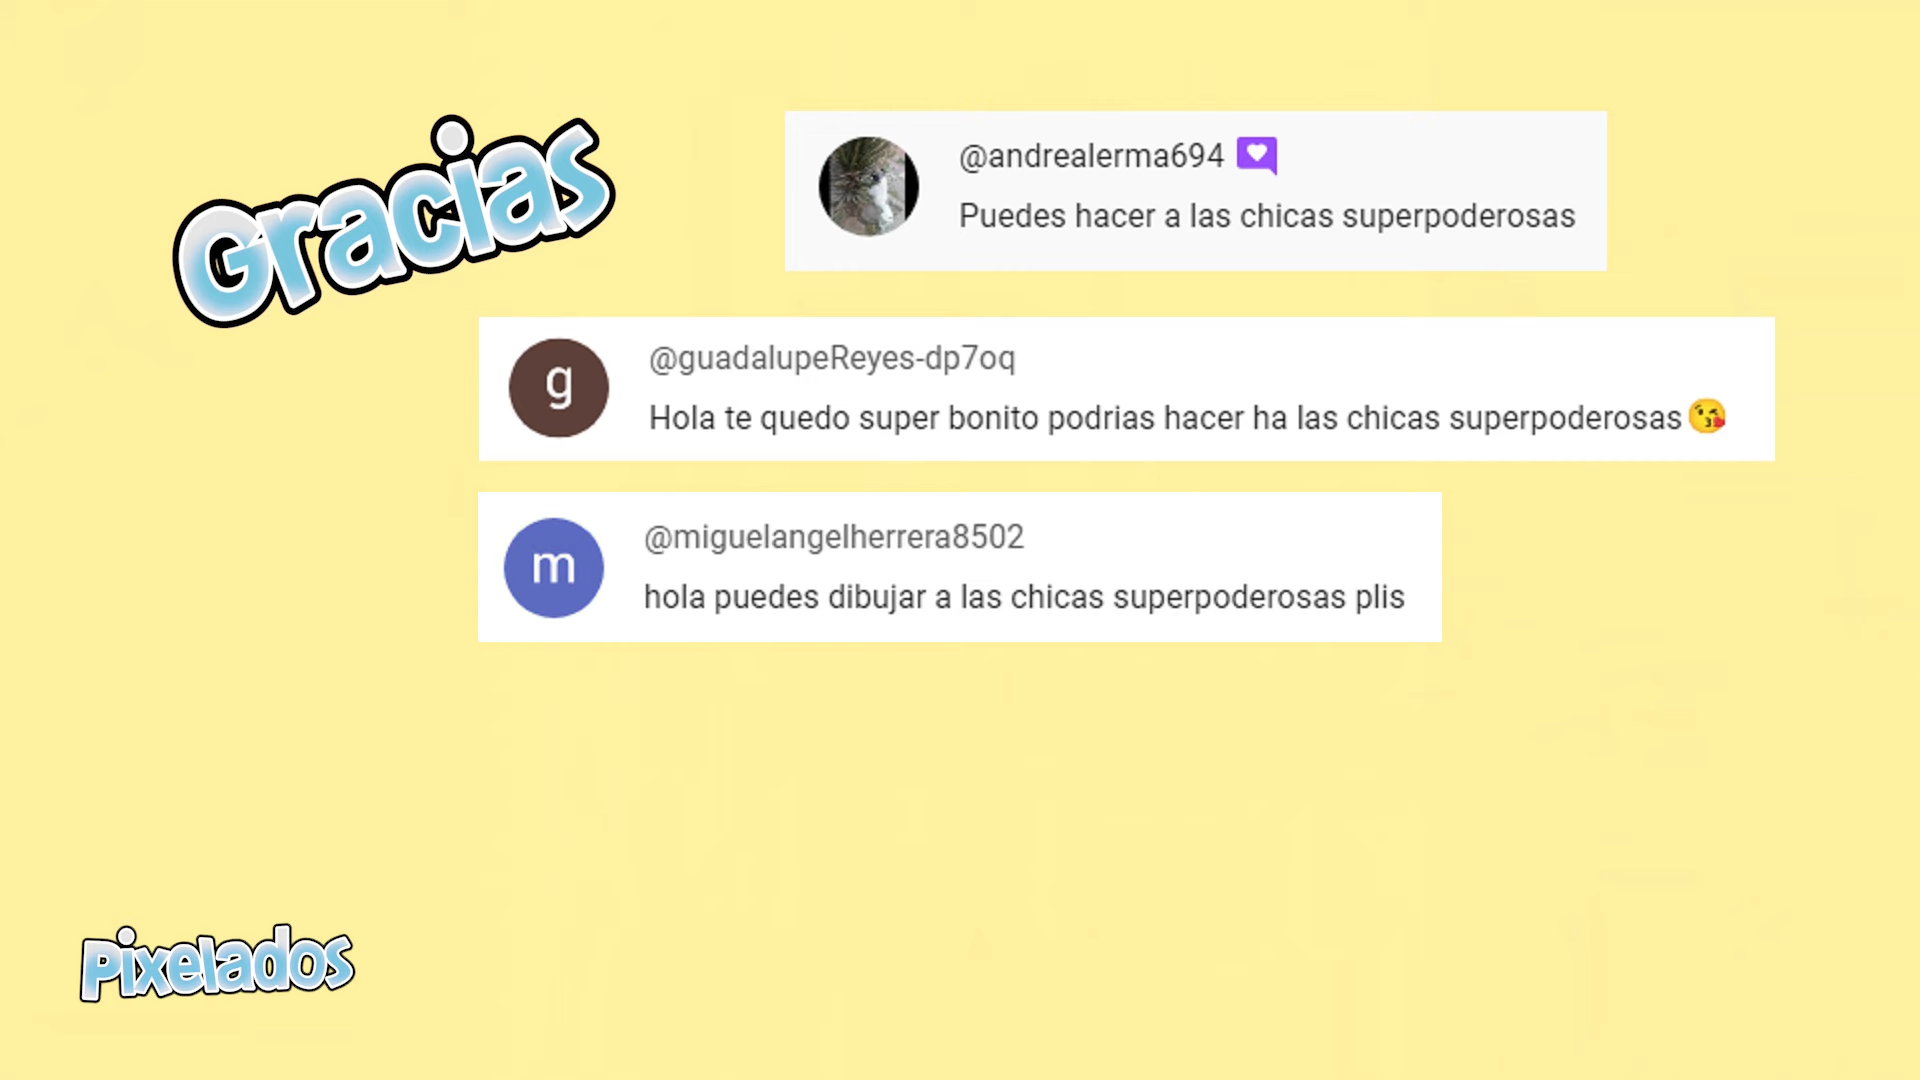 Gracias
@andrealerma694
Puedes hacer a las chicas superpoderosas
g
@guadalupeReyes-dp7oq
Hola te quedo super bonito podrias hacer ha las chicas superpoderosas😘
m
@miguelangelherrera8502
hola puedes dibujar a las chicas superpoderosas plis
Pixelados